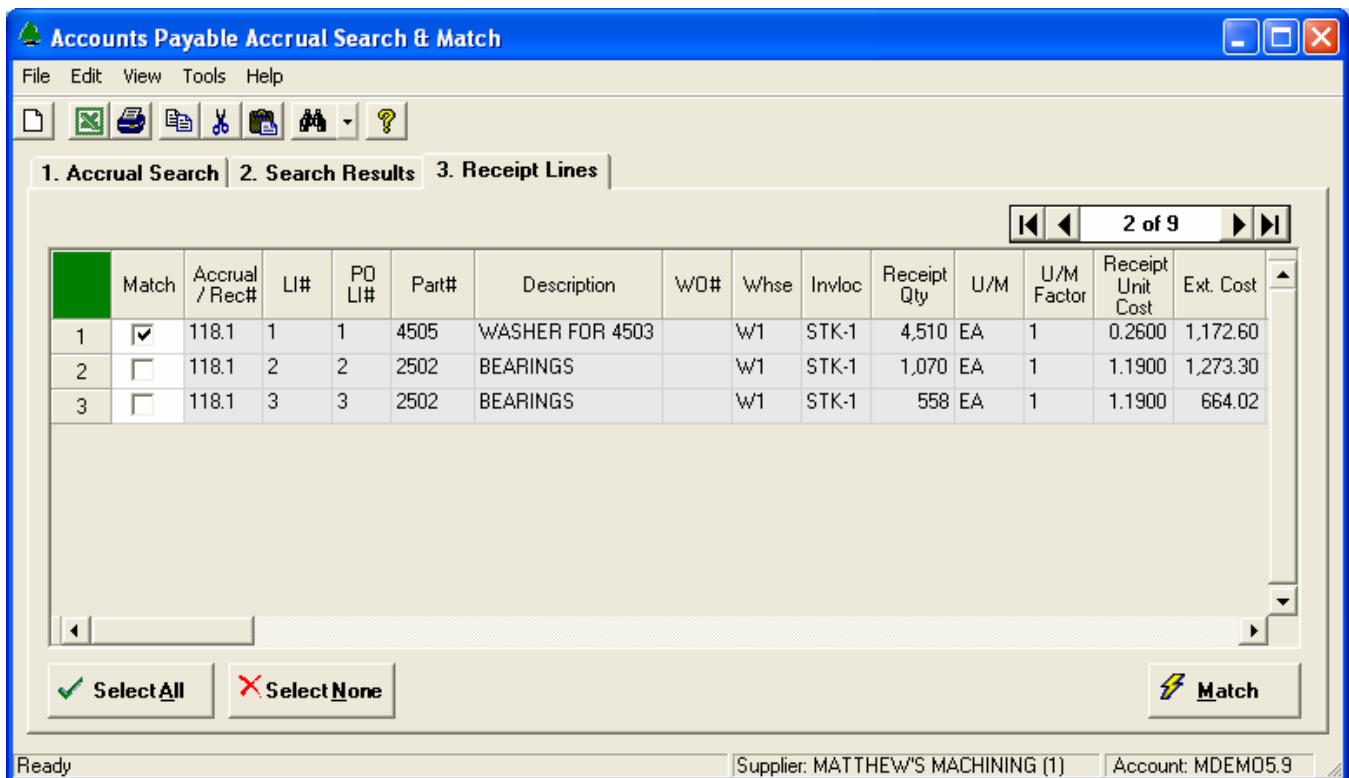 Accounts Payable Accrual Search & Match
File Edit View Tools Help
1. Accrual Search 2. Search Results 3. Receipt Lines
2 of 9
Match Accrual / Rec# LI# PO LI# Part# Description WO# Whse Invloc Receipt Qty U/M U/M Factor Receipt Unit Cost Ext. Cost
1 118.1 1 1 4505 WASHER FOR 4503 W1 STK-1 4,510 EA 1 0.2600 1,172.60
2 118.1 2 2 2502 BEARINGS W1 STK-1 1,070 EA 1 1.1900 1,273.30
3 118.1 3 3 2502 BEARINGS W1 STK-1 558 EA 1 1.1900 664.02
Select All Select None Match
Ready Supplier: MATTHEW'S MACHINING (1) Account: MDEMO5.9